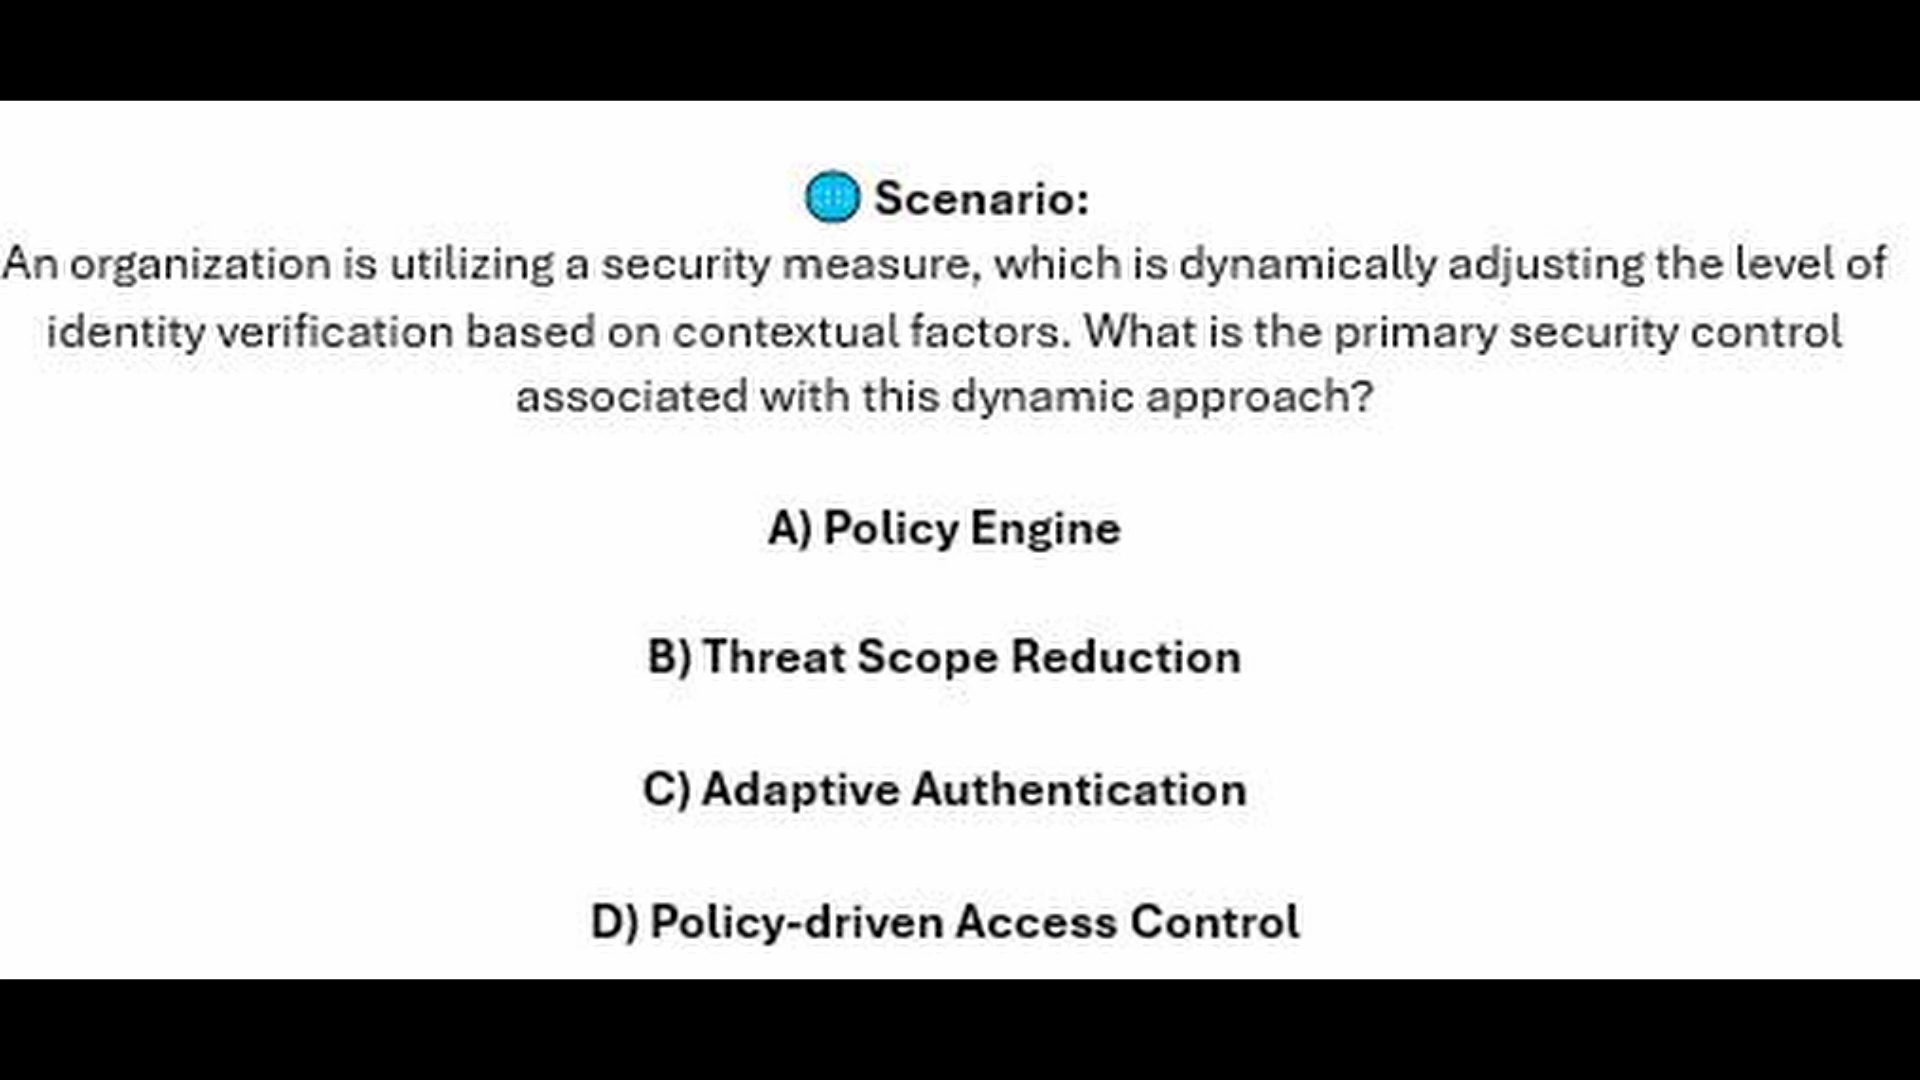 Scenario:
An organization is utilizing a security measure, which is dynamically adjusting the level of
identity verification based on contextual factors. What is the primary security control
associated with this dynamic approach?
A) Policy Engine
B) Threat Scope Reduction
C) Adaptive Authentication
D) Policy-driven Access Control